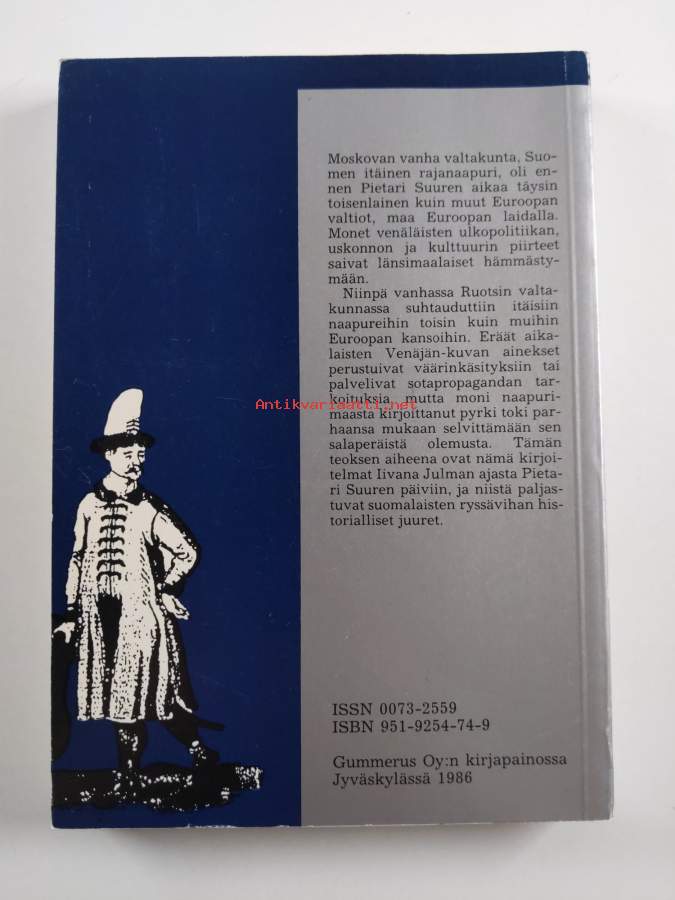 Moskovan vanha valtakunta, Suo-
men itäinen rajanaapuri, oli en-
nen Pietari Suuren aikaa täysin
toisenlainen kuin muut Euroopan
valtiot, maa Euroopan laidalla.
Monet venäläisten ulkopolitiikan,
uskonnon ja kulttuurin piirteet
saivat länsimaalaiset hämmästy-
mään.
Niinpä vanhassa Ruotsin valta-
kunnassa suhtauduttiin itäisiin
naapureihin toisin kuin muihin
Euroopan kansoihin. Eräät aika-
laisten Venäjän-kuvan ainekset
perustuivat väärinkäsityksiin tai
palvelivat sotapropagandan tar-
koituksia, mutta moni naapuri-
maasta kirjoittanut pyrki toki par-
haansa mukaan selvittämään sen
salaperäistä olemusta. Tämän
teoksen aiheena ovat nämä kirjoi-
telmat Iivana Julman ajasta Pieta-
ri Suuren päiviin, ja niistä paljas-
tuvat suomalaisten ryssävihan his-
torialliset juuret.
Antikvariaatti.net
ISSN 0073-2559
ISBN 951-9254-74-9
Gummerus Oy:n kirjapainossa
Jyväskylässä 1986